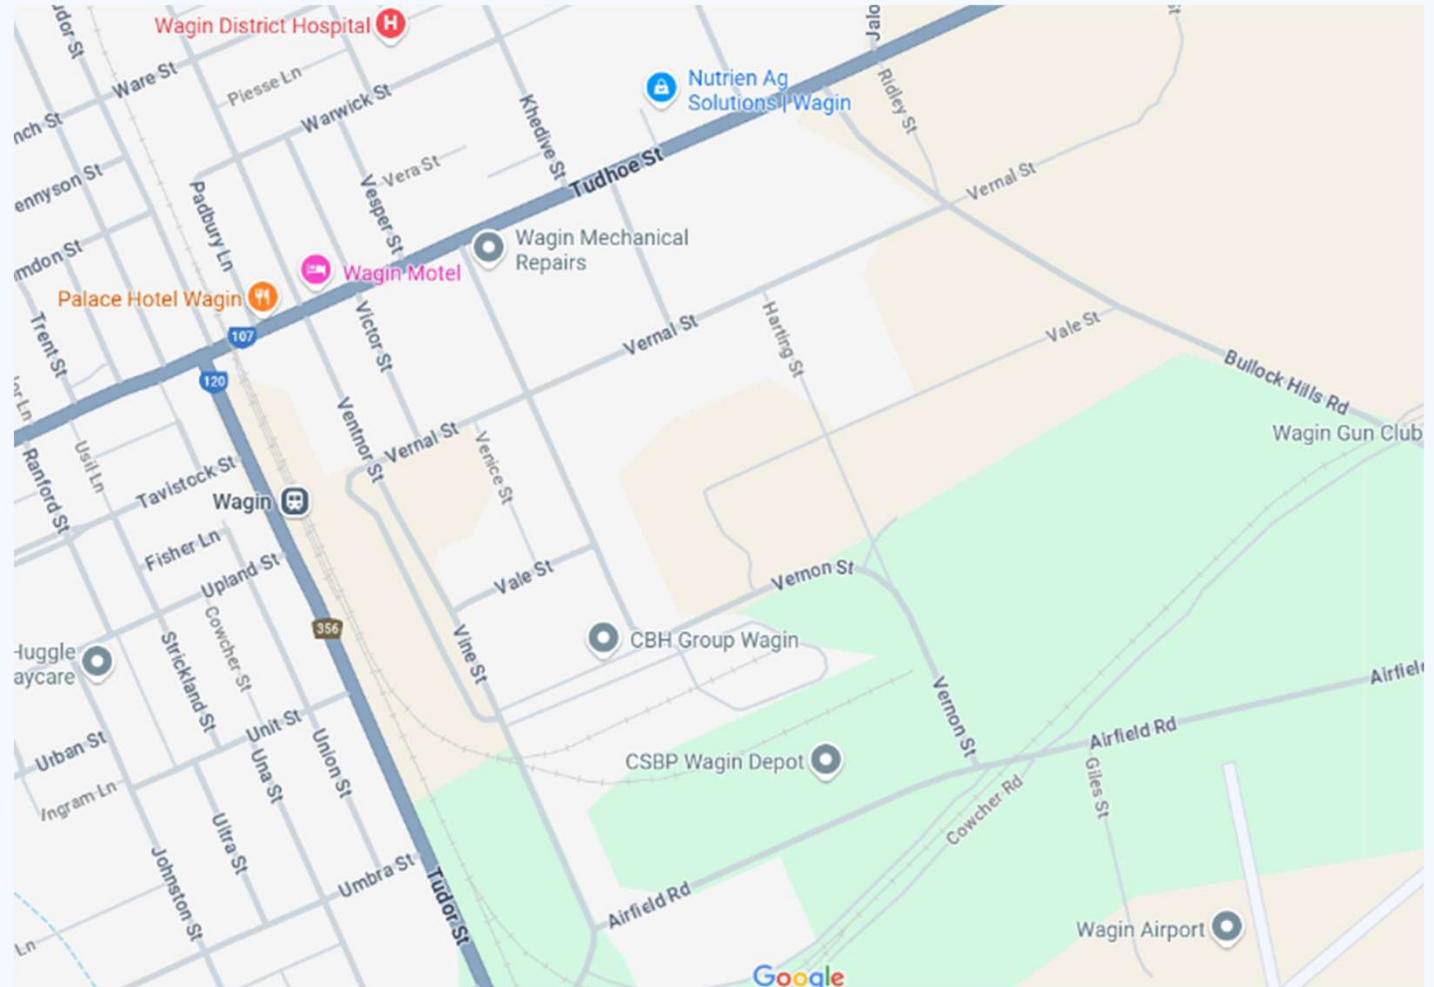 Wagin District Hospital
H
Jalo
udor St
Ware St
Piesse Ln
Nutrien Ag
Solutions | Wagin
Ridley St
St
nch St
Warwick St
Khedive St
Tudhoe St
Vernal St
ennyson St
Padbury Ln
Vera St
Vesper St
Wagin Mechanical
Repairs
mdon St
Wagin Motel
Palace Hotel Wagin
107
Trent St
Victor St
Vernal St
Harting St
Vale St
120
or Ln
Bullock Hills Rd
Ventnor St
Vernal St
Wagin Gun Club
Ranford St
Usil Ln
Venice St
Tavistock St
Wagin
Fisher Ln
Upland St
Vale St
Vernon St
356
Huggle
aycare
Strickland St
Cowcher St
Vine St
CBH Group Wagin
Airfiel
Vernon St
Unit St
Urban St
Una St
Union St
CSBP Wagin Depot
Airfield Rd
Ingram Ln
Ultra St
Cowcher Rd
Giles St
Johnston St
Umbra St
Tudor St
Airfield Rd
Wagin Airport
Ln
Google